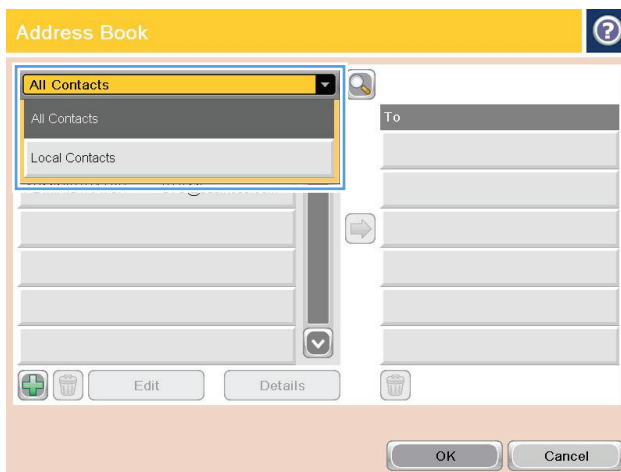 Address Book
?
All Contacts
All Contacts
Local Contacts
To
Edit
Details
OK
Cancel